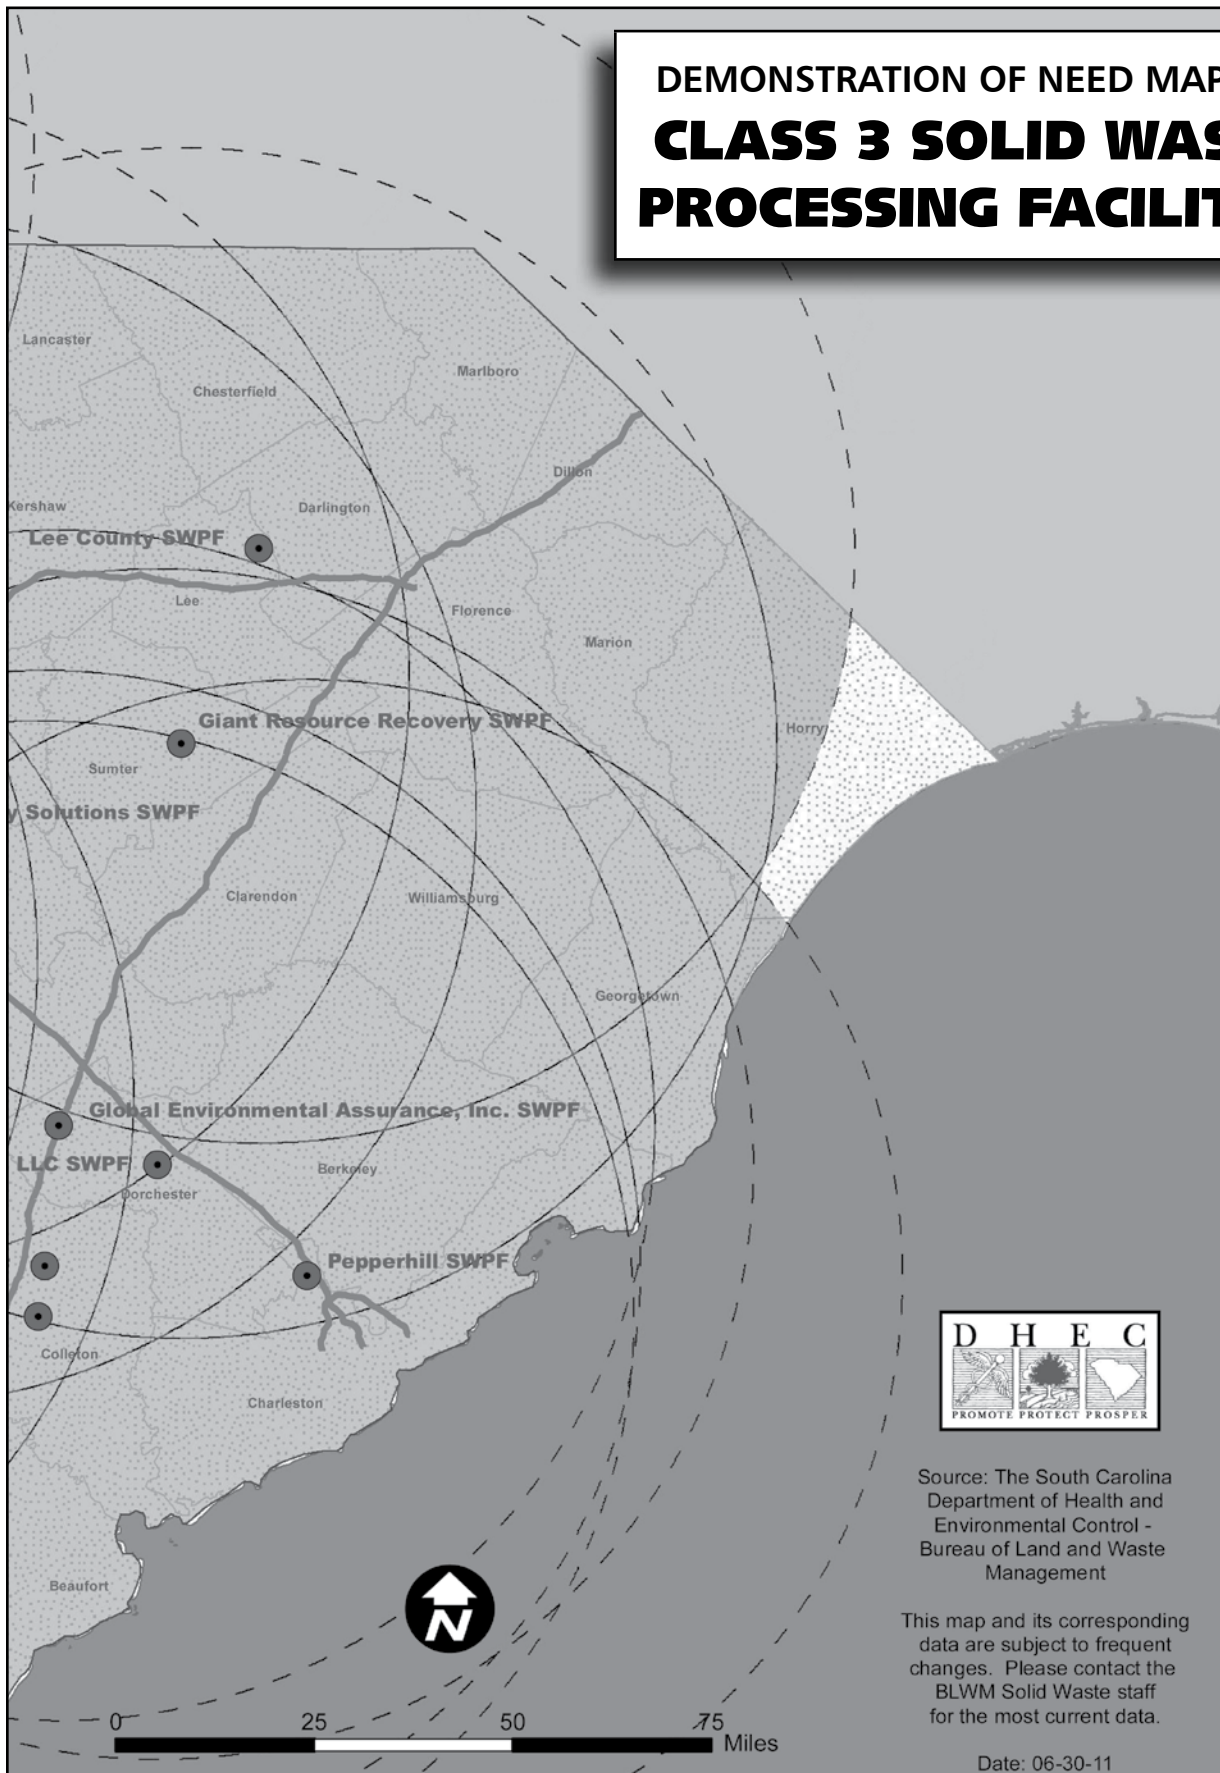 DEMONSTRATION OF NEED MAP
CLASS 3 SOLID WAS
PROCESSING FACILIT
Lancaster
Chesterfield
Marlboro
Dillon
Kershaw
Darlington
Lee County SWPF
Lee
Florence
Marion
Giant Resource Recovery SWPF
Horry
Sumter
y Solutions SWPF
Clarendon
Williamsburg
Georgetown
Global Environmental Assurance, Inc. SWPF
LLC SWPF
Berkeley
Dorchester
Pepperhill SWPF
Colleton
Charleston
Beaufort
D H E C
PROMOTE PROTECT PROSPER
Source: The South Carolina
Department of Health and
Environmental Control -
Bureau of Land and Waste
Management
This map and its corresponding
data are subject to frequent
changes. Please contact the
BLWM Solid Waste staff
for the most current data.
Date: 06-30-11
N
0 25 50 75
Miles